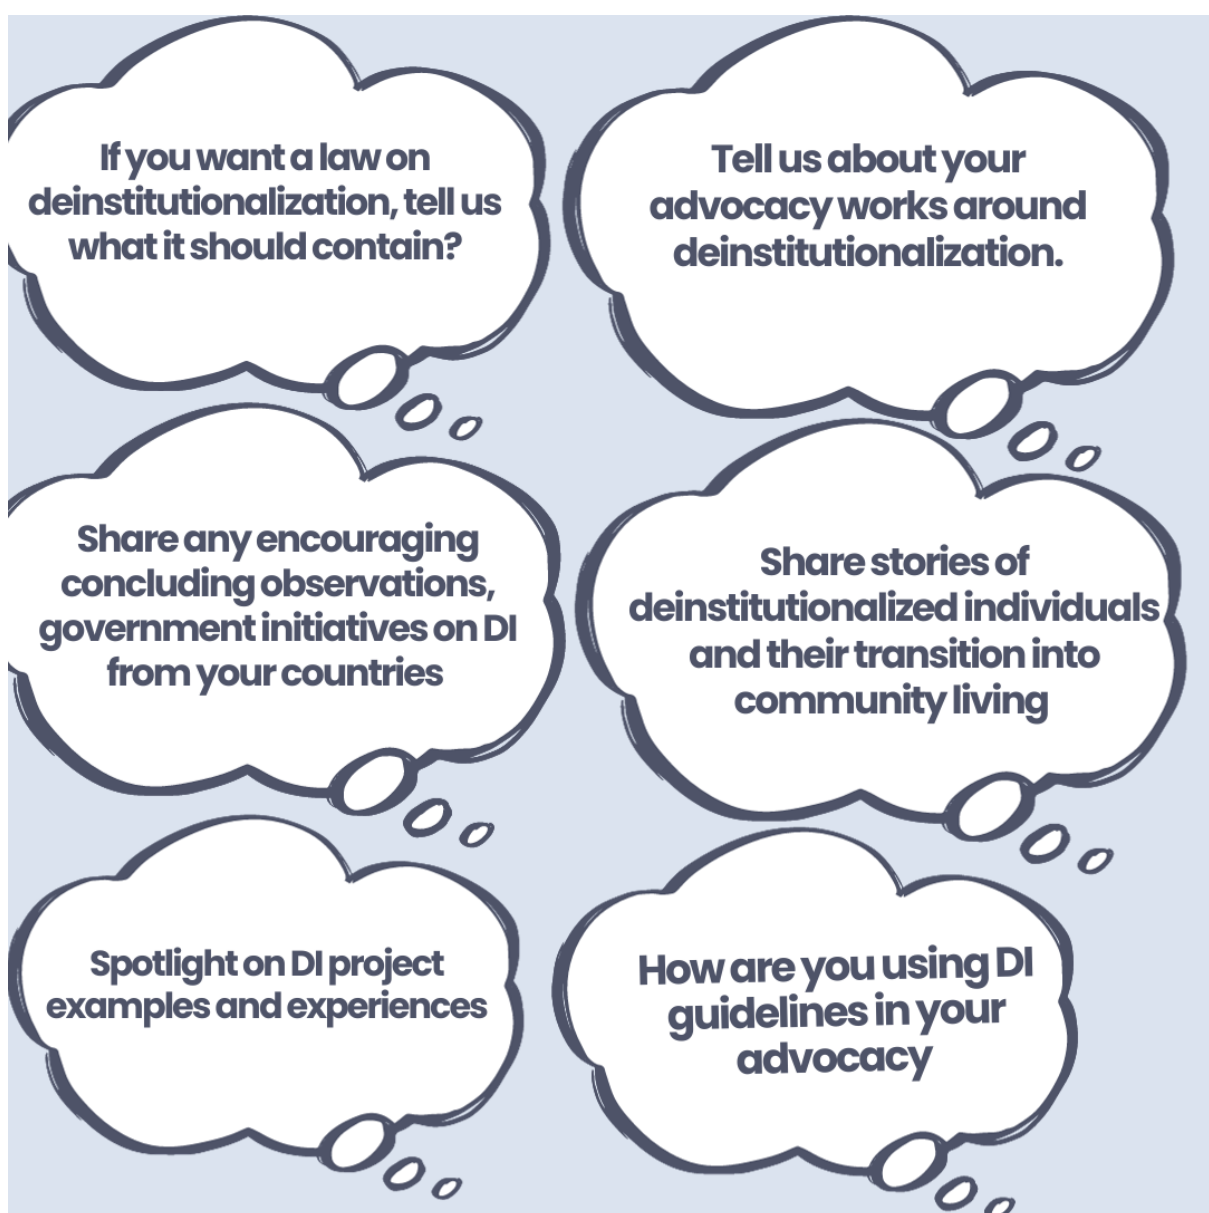 If you want a law on
deinstitutionalization, tell us
what it should contain?
Tell us about your
advocacy works around
deinstitutionalization.
Share any encouraging
concluding observations,
government initiatives on DI
from your countries
Share stories of
deinstitutionalized individuals
and their transition into
community living
Spotlight on DI project
examples and experiences
How are you using DI
guidelines in your
advocacy